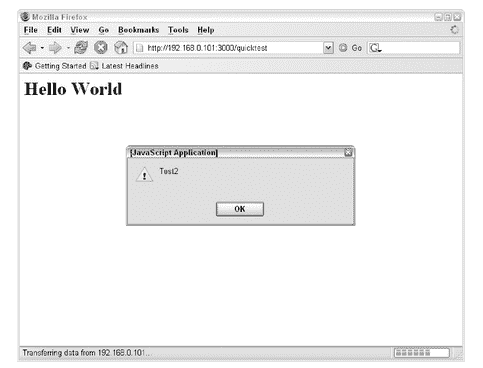 Mozilla Firefox
File Edit View Go Bookmarks Tools Help
http://192.168.0.101:3000/quicktest Go
Getting Started Latest Headlines
Hello World
[JavaScript Application]
Test2
OK
Transferring data from 192.168.0.101...